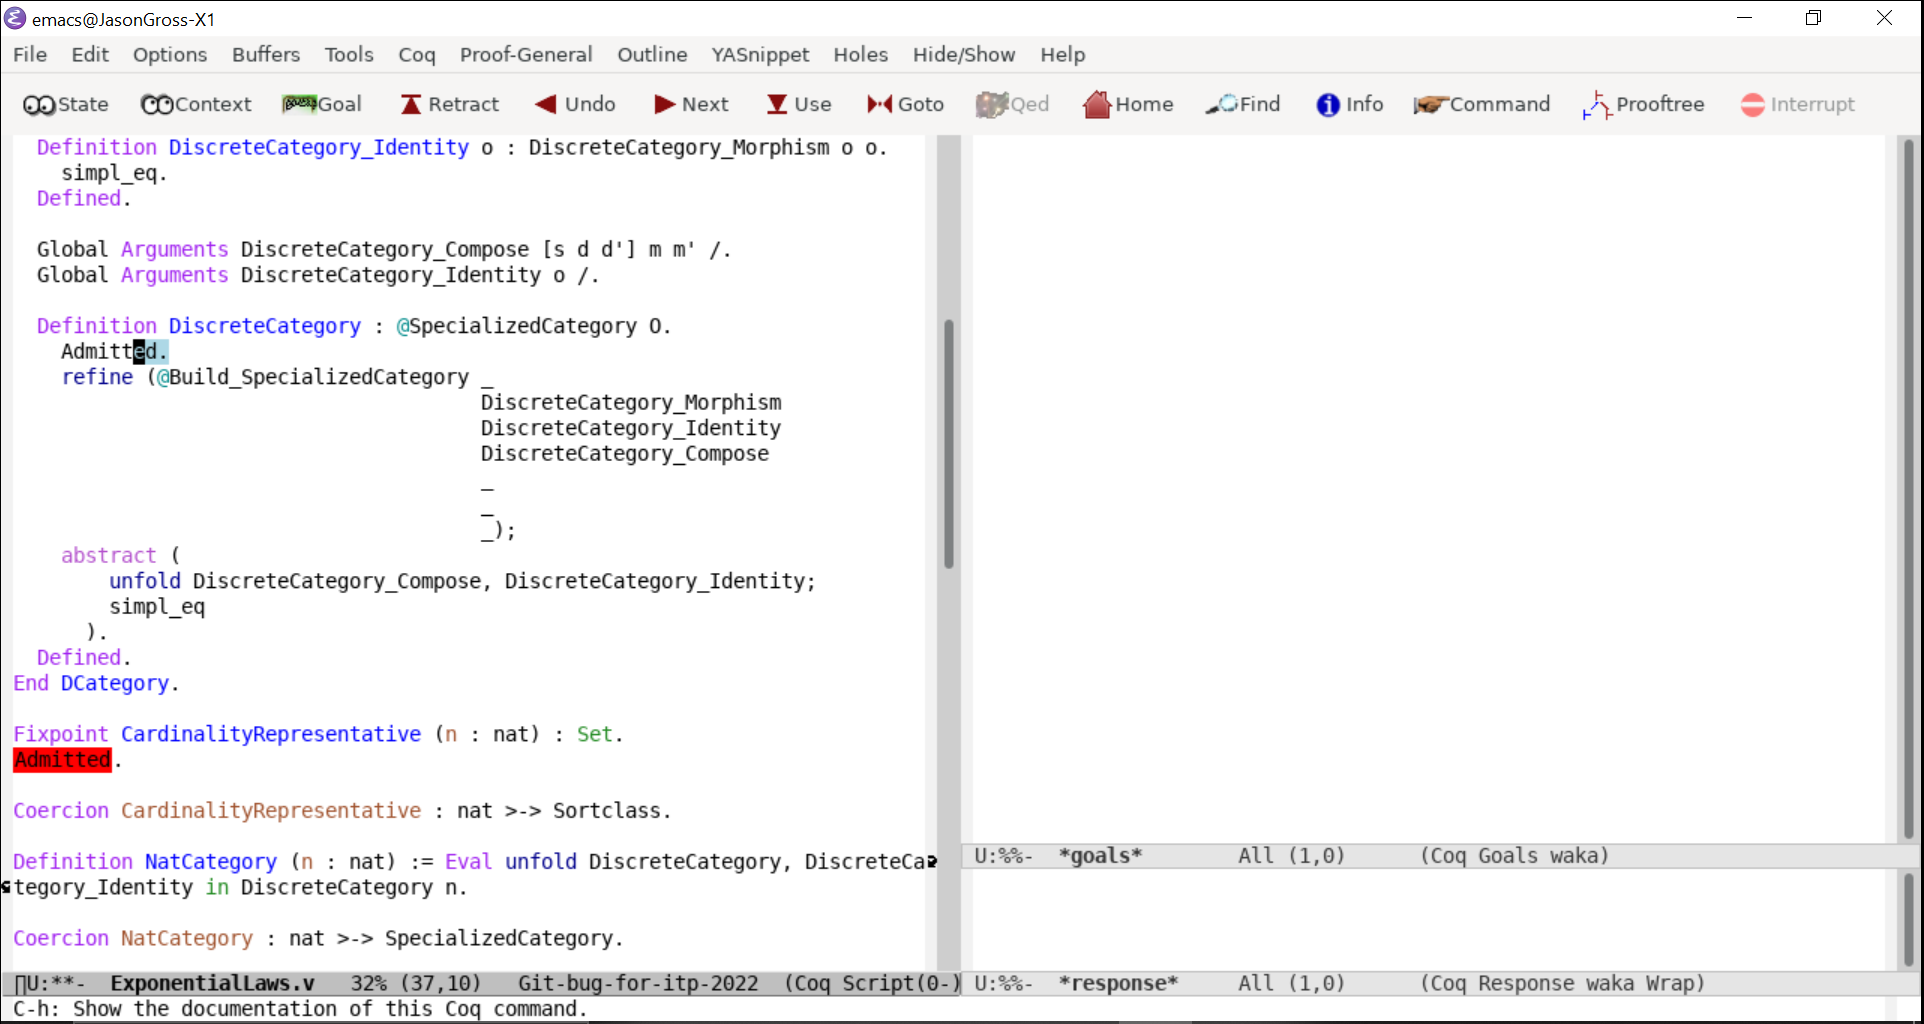 emacs@JasonGross-X1
File Edit Options Buffers Tools Coq Proof-General Outline YASnippet Holes Hide/Show Help
State Context Goal Retract Undo Next Use Goto Qed Home Find Info Command Prooftree Interrupt
Definition DiscreteCategory_Identity o : DiscreteCategory_Morphism o o.
simpl_eq.
Defined.
Global Arguments DiscreteCategory_Compose [s d d'] m m' /.
Global Arguments DiscreteCategory_Identity o /.
Definition DiscreteCategory : @SpecializedCategory O.
Admitted.
refine (@Build_SpecializedCategory _
DiscreteCategory_Morphism
DiscreteCategory_Identity
DiscreteCategory_Compose
_
_
_);
abstract (
unfold DiscreteCategory_Compose, DiscreteCategory_Identity;
simpl_eq
).
Defined.
End DCategory.
Fixpoint CardinalityRepresentative (n : nat) : Set.
Admitted.
Coercion CardinalityRepresentative : nat >-> Sortclass.
Definition NatCategory (n : nat) := Eval unfold DiscreteCategory, DiscreteCa
tegory_Identity in DiscreteCategory n.
Coercion NatCategory : nat >-> SpecializedCategory.
U:**- ExponentialLaws.v 32% (37,10) Git-bug-for-itp-2022 (Coq Script(0-)
U:%%- *goals* All (1,0) (Coq Goals waka)
U:%%- *response* All (1,0) (Coq Response waka Wrap)
C-h: Show the documentation of this Coq command.